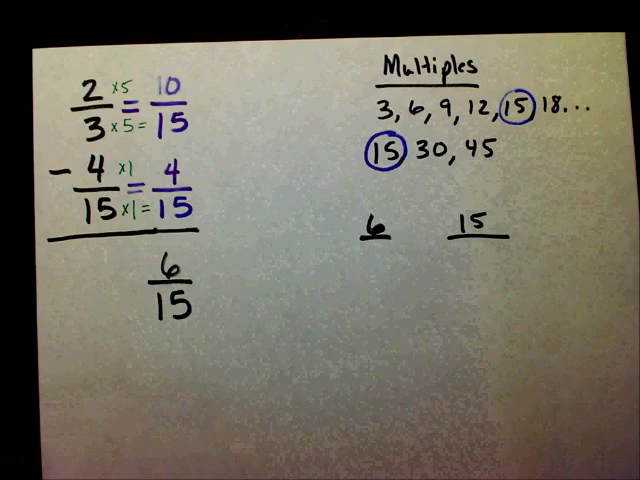 2 ×5 = 10
3 ×5 = 15
- 4 ×1 = 4
15 ×1 = 15
6
15
Multiples
3, 6, 9, 12, 15 18...
15 30, 45
6 15